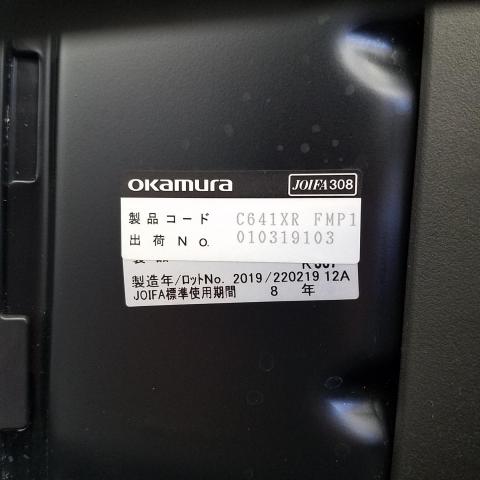 okamura JOIFA308
製品コード C641XR FMP1
出荷No. 010319103
製造年/ロットNo. 2019/220219 12A
JOIFA標準使用期間 8 年